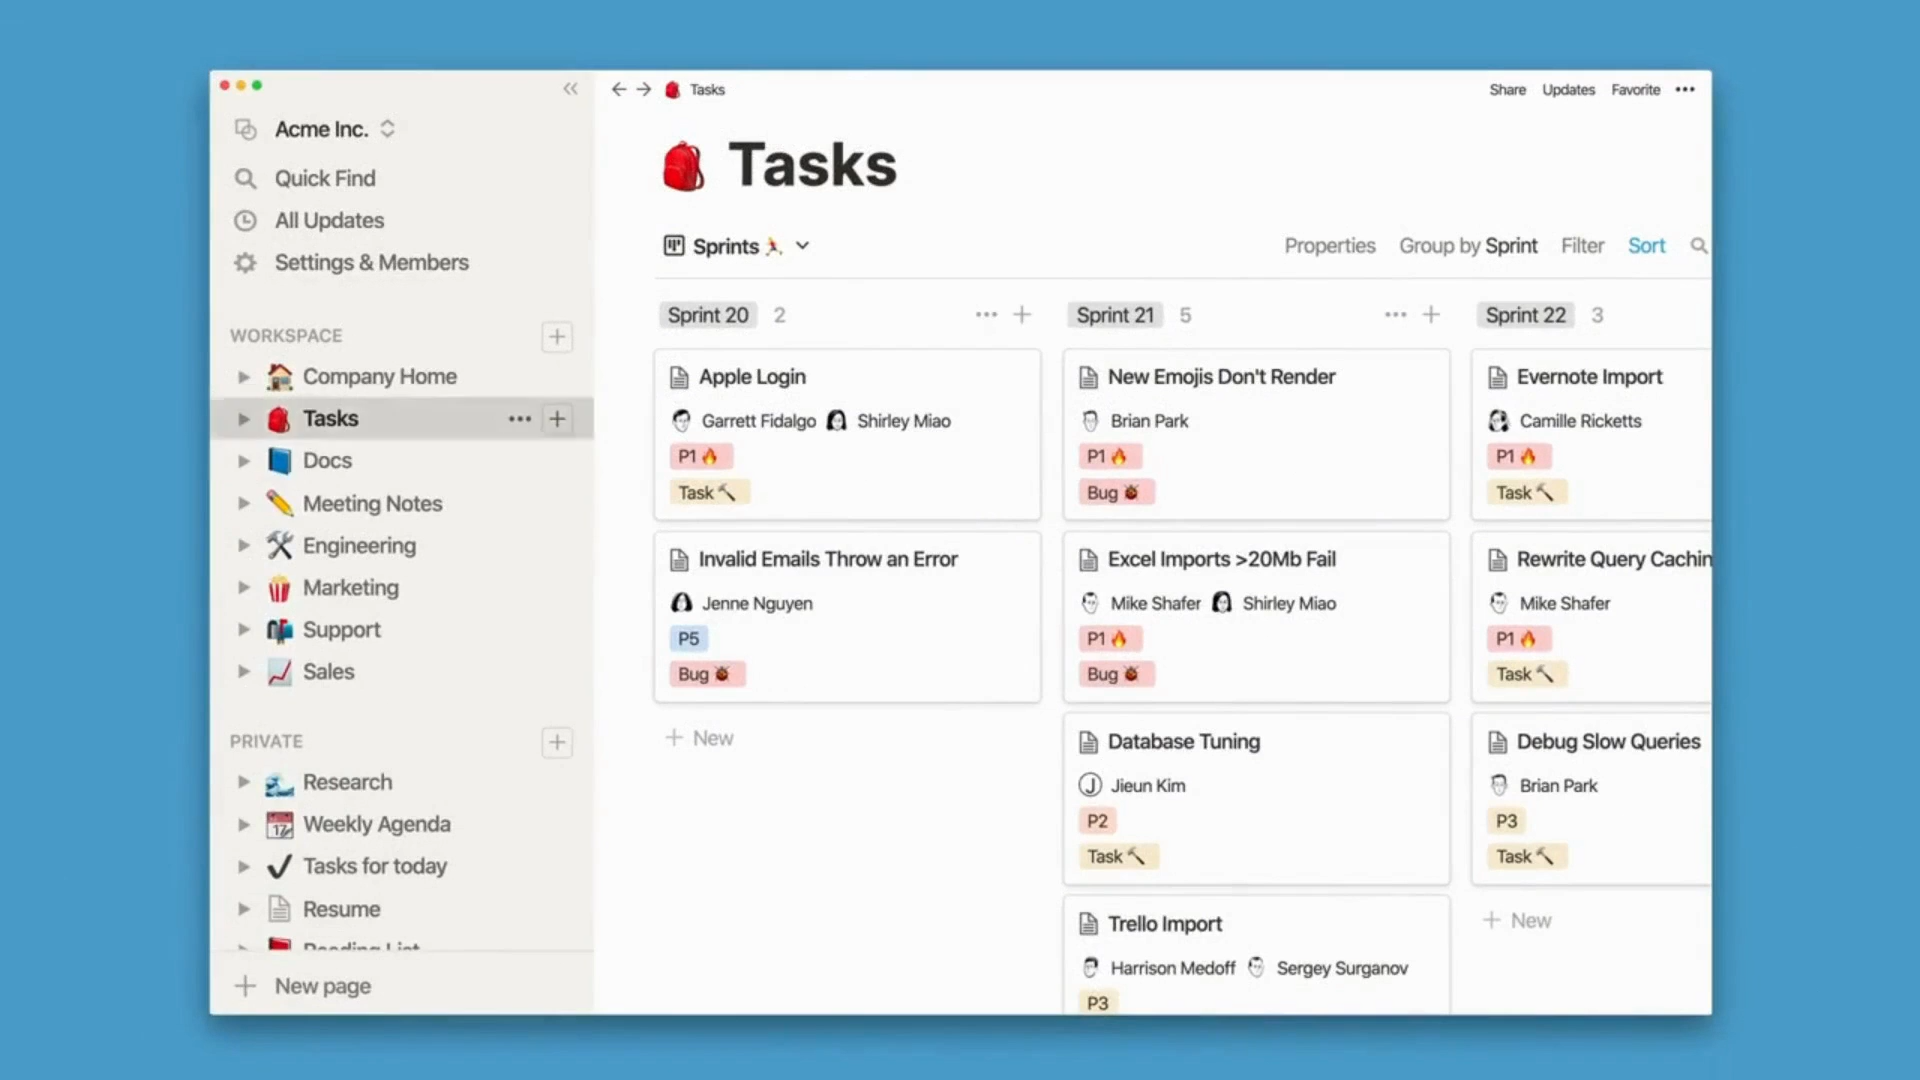 Acme Inc.
Quick Find
All Updates
Settings & Members
WORKSPACE
Company Home
Tasks
Docs
Meeting Notes
Engineering
Marketing
Support
Sales
PRIVATE
Research
Weekly Agenda
17
Tasks for today
Resume
Reading List
New page
Tasks
Share Updates Favorite
Tasks
Sprints
Properties Group by Sprint Filter Sort
Sprint 20 2
Apple Login
Garrett Fidalgo Shirley Miao
P1
Task
Invalid Emails Throw an Error
Jenne Nguyen
P5
Bug
New
Sprint 21 5
New Emojis Don't Render
Brian Park
P1
Bug
Excel Imports >20Mb Fail
Mike Shafer Shirley Miao
P1
Bug
Database Tuning
J Jieun Kim
P2
Task
Trello Import
Harrison Medoff Sergey Surganov
P3
Sprint 22 3
Evernote Import
Camille Ricketts
P1
Task
Rewrite Query Cachin
Mike Shafer
P1
Task
Debug Slow Queries
Brian Park
P3
Task
New